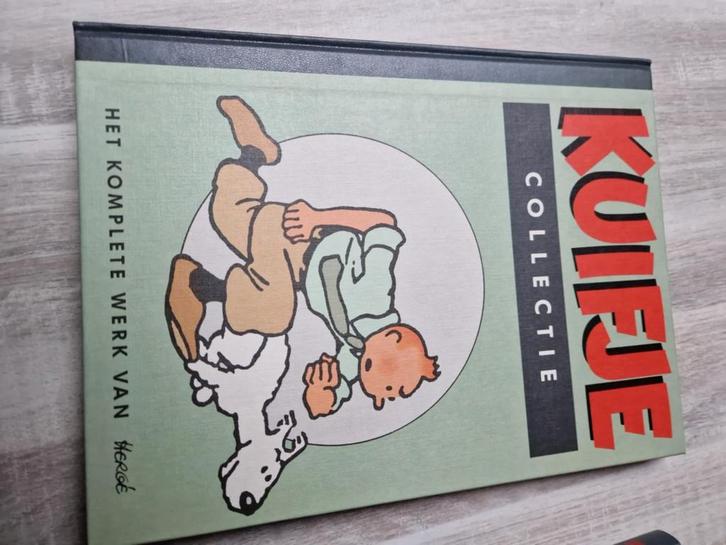 KUIFJE
COLLECTIE
HET KOMPLETE WERK VAN HERGÉ